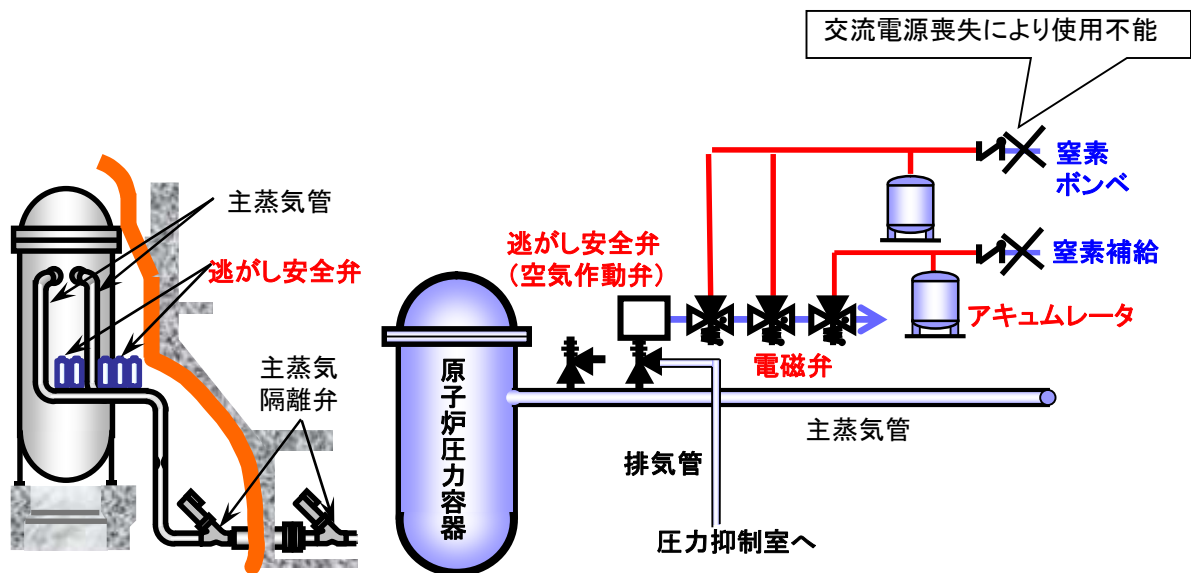 交流電源喪失により使用不能
窒素
ボンベ
主蒸気管
逃がし安全弁
逃がし安全弁
（空気作動弁）
窒素補給
アキュムレータ
主蒸気
隔離弁
電磁弁
原子炉圧力容器
主蒸気管
排気管
圧力抑制室へ